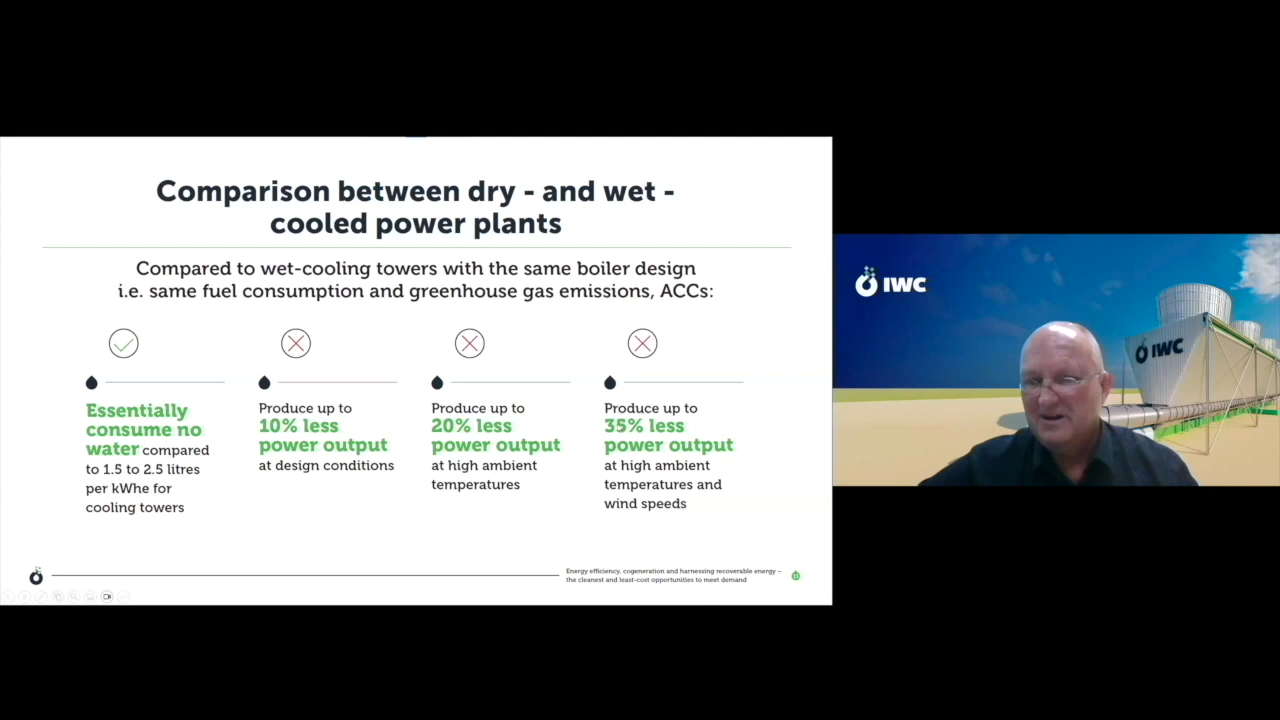 Comparison between dry - and wet -
cooled power plants
Compared to wet-cooling towers with the same boiler design
i.e. same fuel consumption and greenhouse gas emissions, ACCs:
Essentially
consume no
water compared
to 1.5 to 2.5 litres
per kWhe for
cooling towers
Produce up to
10% less
power output
at design conditions
Produce up to
20% less
power output
at high ambient
temperatures
Produce up to
35% less
power output
at high ambient
temperatures and
wind speeds
Energy efficiency, cogeneration and harnessing recoverable energy –
the cleanest and least-cost opportunities to meet demand
IWC
IWC